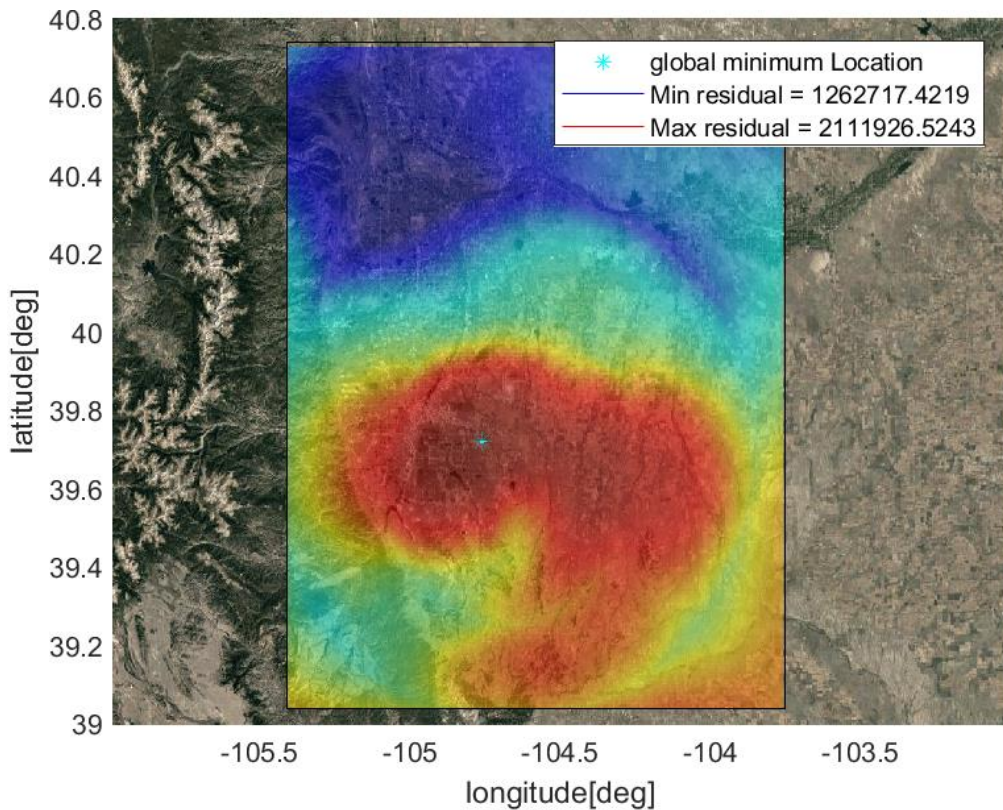 40.8
40.6
40.4
40.2
40
39.8
39.6
39.4
39.2
39
latitude[deg]
global minimum Location
Min residual = 1262717.4219
Max residual = 2111926.5243
-105.5 -105 -104.5 -104 -103.5
longitude[deg]